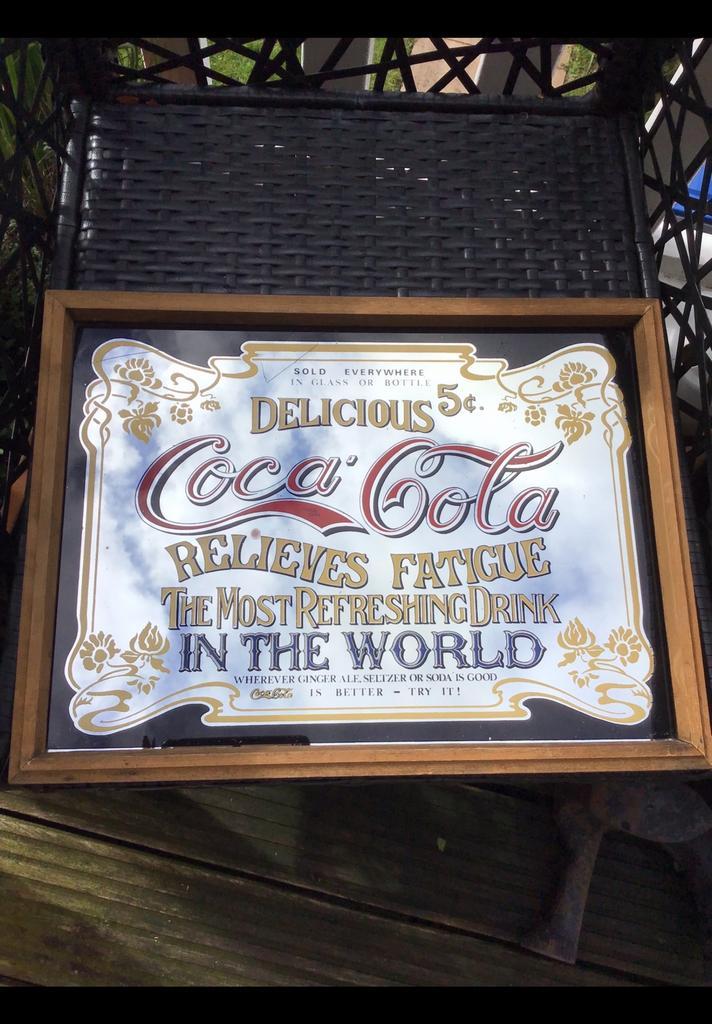 SOLD EVERYWHERE
IN GLASS OR BOTTLE
DELICIOUS 5¢.
Coca-Cola
RELIEVES FATIGUE
THE MOST REFRESHING DRINK
IN THE WORLD
WHEREVER GINGER ALE, SELTZER OR SODA IS GOOD
Coca-Cola IS BETTER - TRY IT!